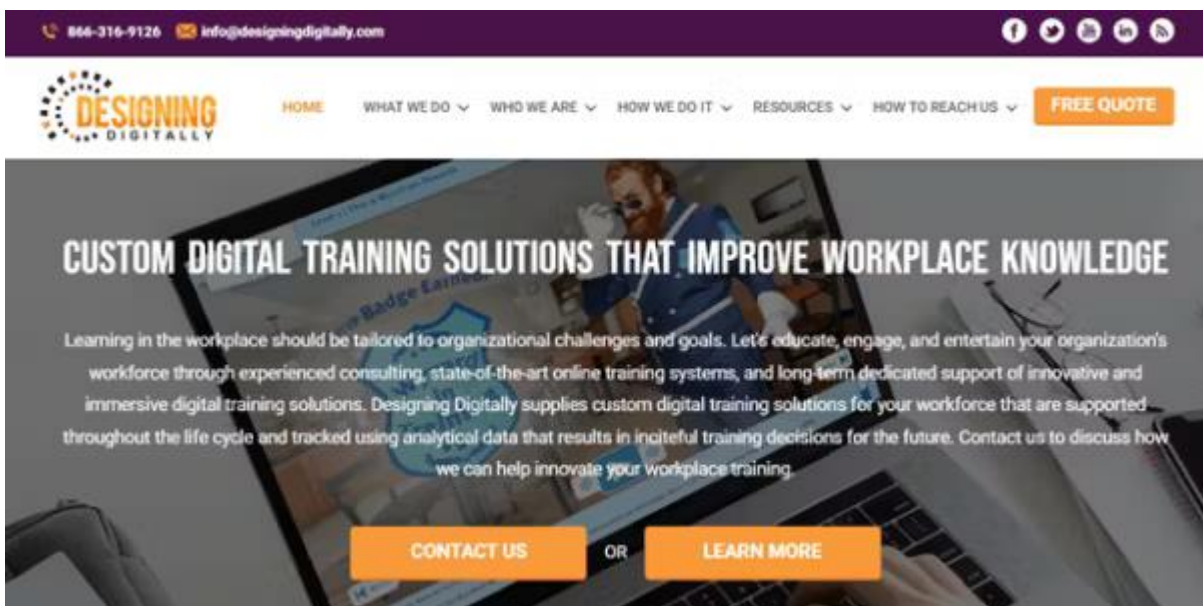 866-316-9126 info@designingdigitally.com
DESIGNING
DIGITALLY
HOME WHAT WE DO WHO WE ARE HOW WE DO IT RESOURCES HOW TO REACH US FREE QUOTE
CUSTOM DIGITAL TRAINING SOLUTIONS THAT IMPROVE WORKPLACE KNOWLEDGE
Badge Earned
Learning in the workplace should be tailored to organizational challenges and goals. Let's educate, engage, and entertain your organization's
workforce through experienced consulting, state-of-the-art online training systems, and long-term dedicated support of innovative and
immersive digital training solutions. Designing Digitally supplies custom digital training solutions for your workforce that are supported
throughout the life cycle and tracked using analytical data that results in inciteful training decisions for the future. Contact us to discuss how
we can help innovate your workplace training.
CONTACT US OR LEARN MORE